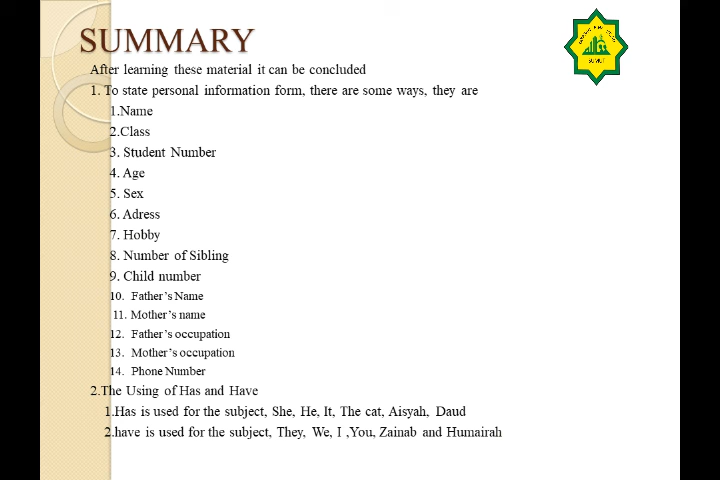 SUMMARY
After learning these material it can be concluded
1. To state personal information form, there are some ways, they are
1.Name
2.Class
3. Student Number
4. Age
5. Sex
6. Adress
7. Hobby
8. Number of Sibling
9. Child number
10. Father's Name
11. Mother's name
12. Father's occupation
13. Mother's occupation
14. Phone Number
2.The Using of Has and Have
1.Has is used for the subject, She, He, It, The cat, Aisyah, Daud
2.have is used for the subject, They, We, I ,You, Zainab and Humairah
SUMUT